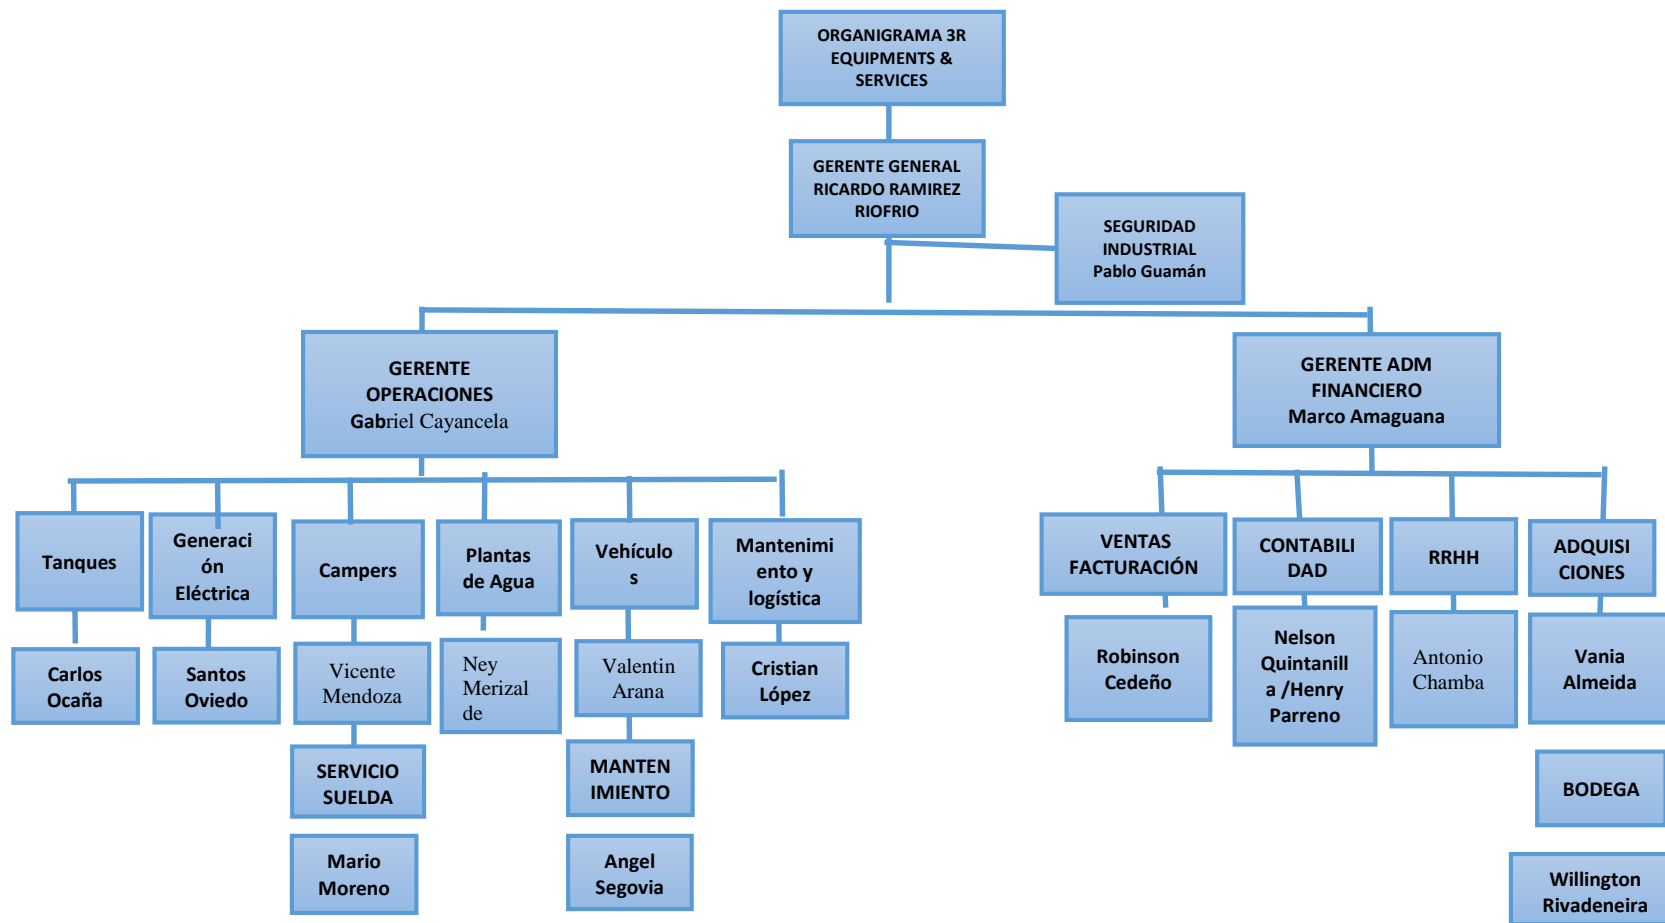 ORGANIGRAMA 3R
EQUIPMENTS &
SERVICES
GERENTE GENERAL
RICARDO RAMIREZ
RIOFRIO
SEGURIDAD
INDUSTRIAL
Pablo Guamán
GERENTE
OPERACIONES
Gabriel Cayancela
GERENTE ADM
FINANCIERO
Marco Amaguana
Tanques
Generaci
ón
Eléctrica
Campers
Plantas
de Agua
Vehículo
s
Mantenimi
ento y
logística
VENTAS
FACTURACIÓN
CONTABILI
DAD
RRHH
ADQUISI
CIONES
Carlos
Ocaña
Santos
Oviedo
Vicente
Mendoza
Ney
Merizal
de
Valentin
Arana
Cristian
López
Robinson
Cedeño
Nelson
Quintanill
a /Henry
Parreno
Antonio
Chamba
Vania
Almeida
SERVICIO
SUELDA
MANTEN
IMIENTO
BODEGA
Mario
Moreno
Angel
Segovia
Willington
Rivadeneira